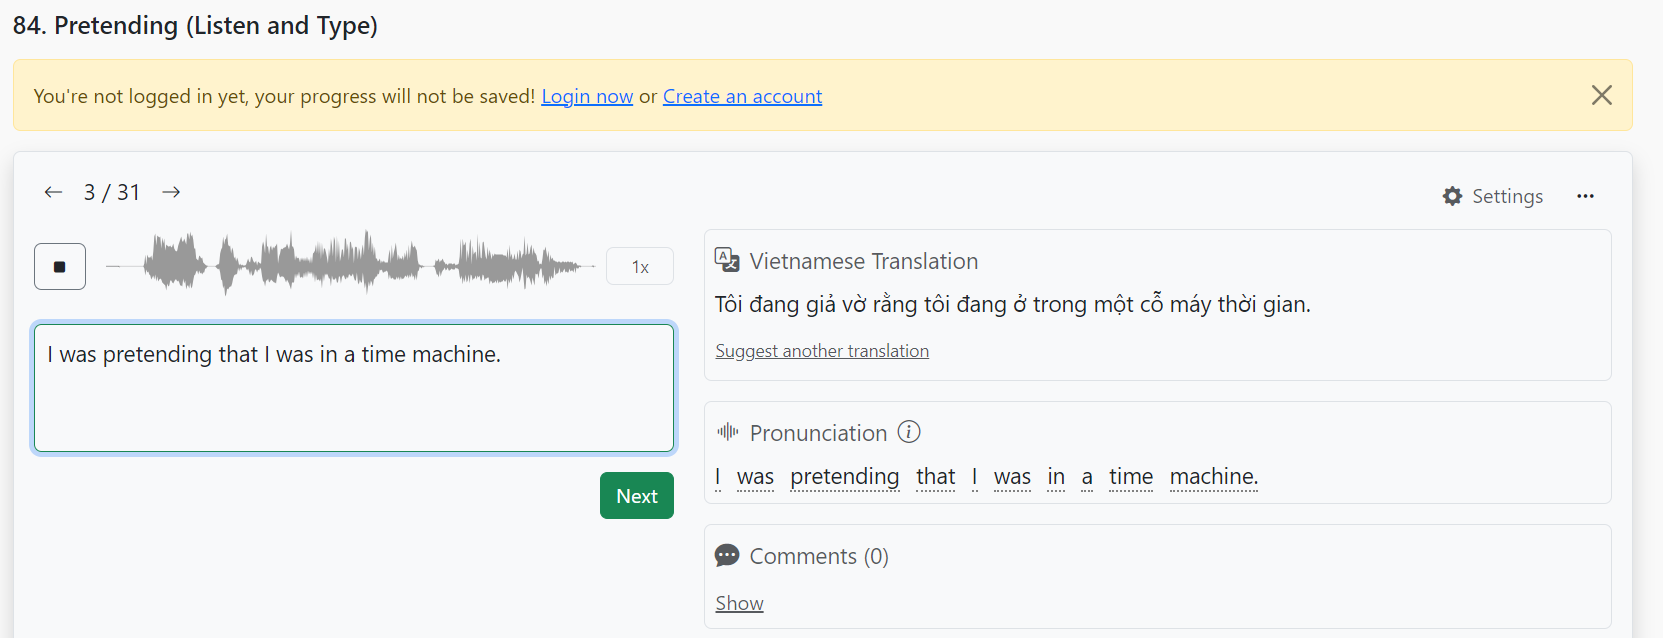 84. Pretending (Listen and Type)
You're not logged in yet, your progress will not be saved! Login now or Create an account
3 / 31
Settings
1x
I was pretending that I was in a time machine.
Next
Vietnamese Translation
Tôi đang giả vờ rằng tôi đang ở trong một cỗ máy thời gian.
Suggest another translation
Pronunciation
I was pretending that I was in a time machine.
Comments (0)
Show